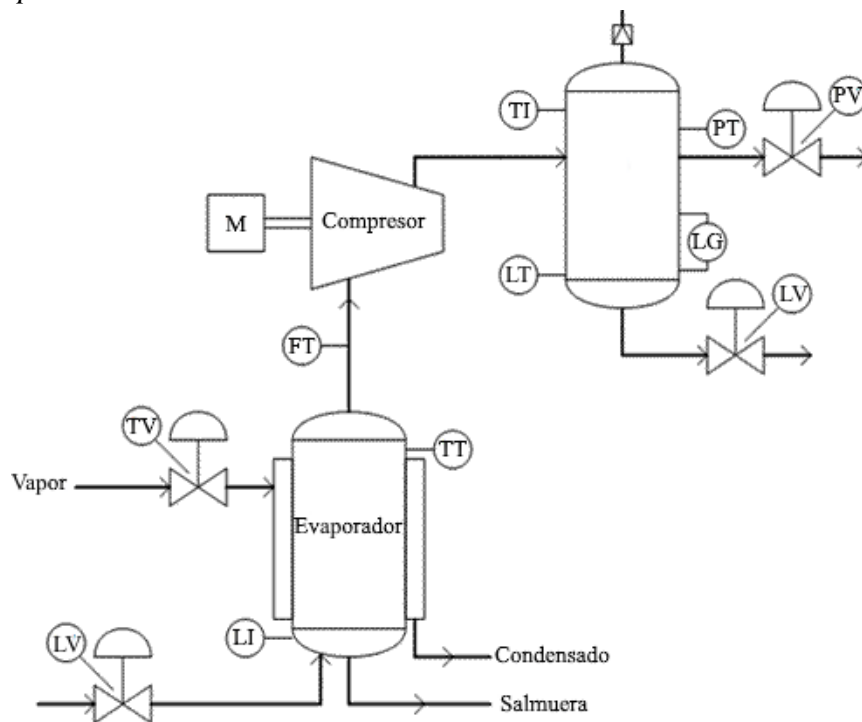 TI
PV
PT
M
Compresor
LG
LT
LV
FT
TV
TT
Vapor
Evaporador
LI
LV
Condensado
Salmuera